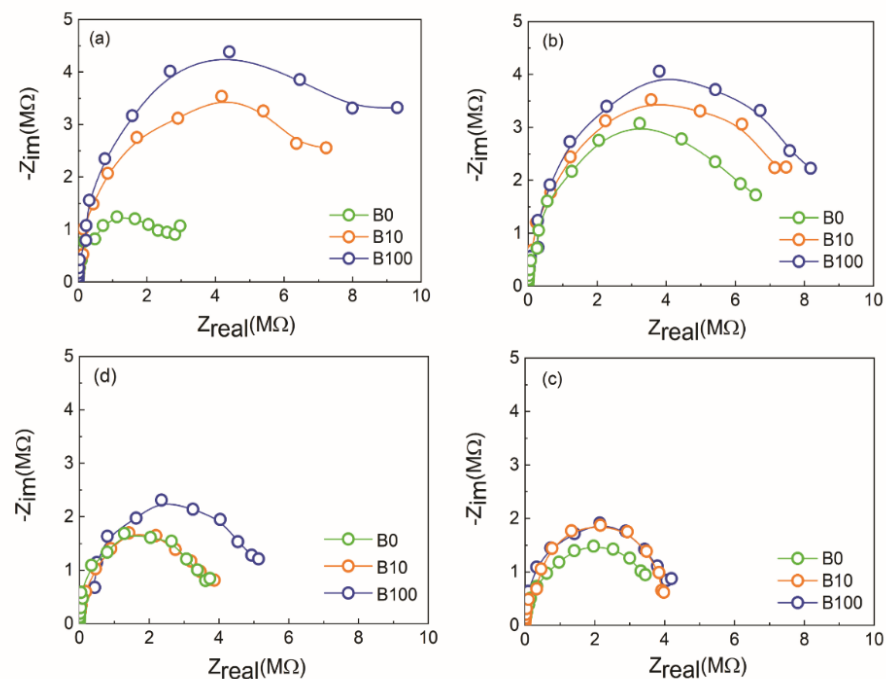 (a)
5
4
3
2
1
0
-Zim(MΩ)
0 2 4 6 8 10
Zreal(MΩ)
B0
B10
B100
(b)
5
4
3
2
1
0
-Zim(MΩ)
0 2 4 6 8 10
Zreal(MΩ)
B0
B10
B100
(d)
5
4
3
2
1
0
-Zim(MΩ)
0 2 4 6 8 10
Zreal(MΩ)
B0
B10
B100
(c)
5
4
3
2
1
0
-Zim(MΩ)
0 2 4 6 8 10
Zreal(MΩ)
B0
B10
B100